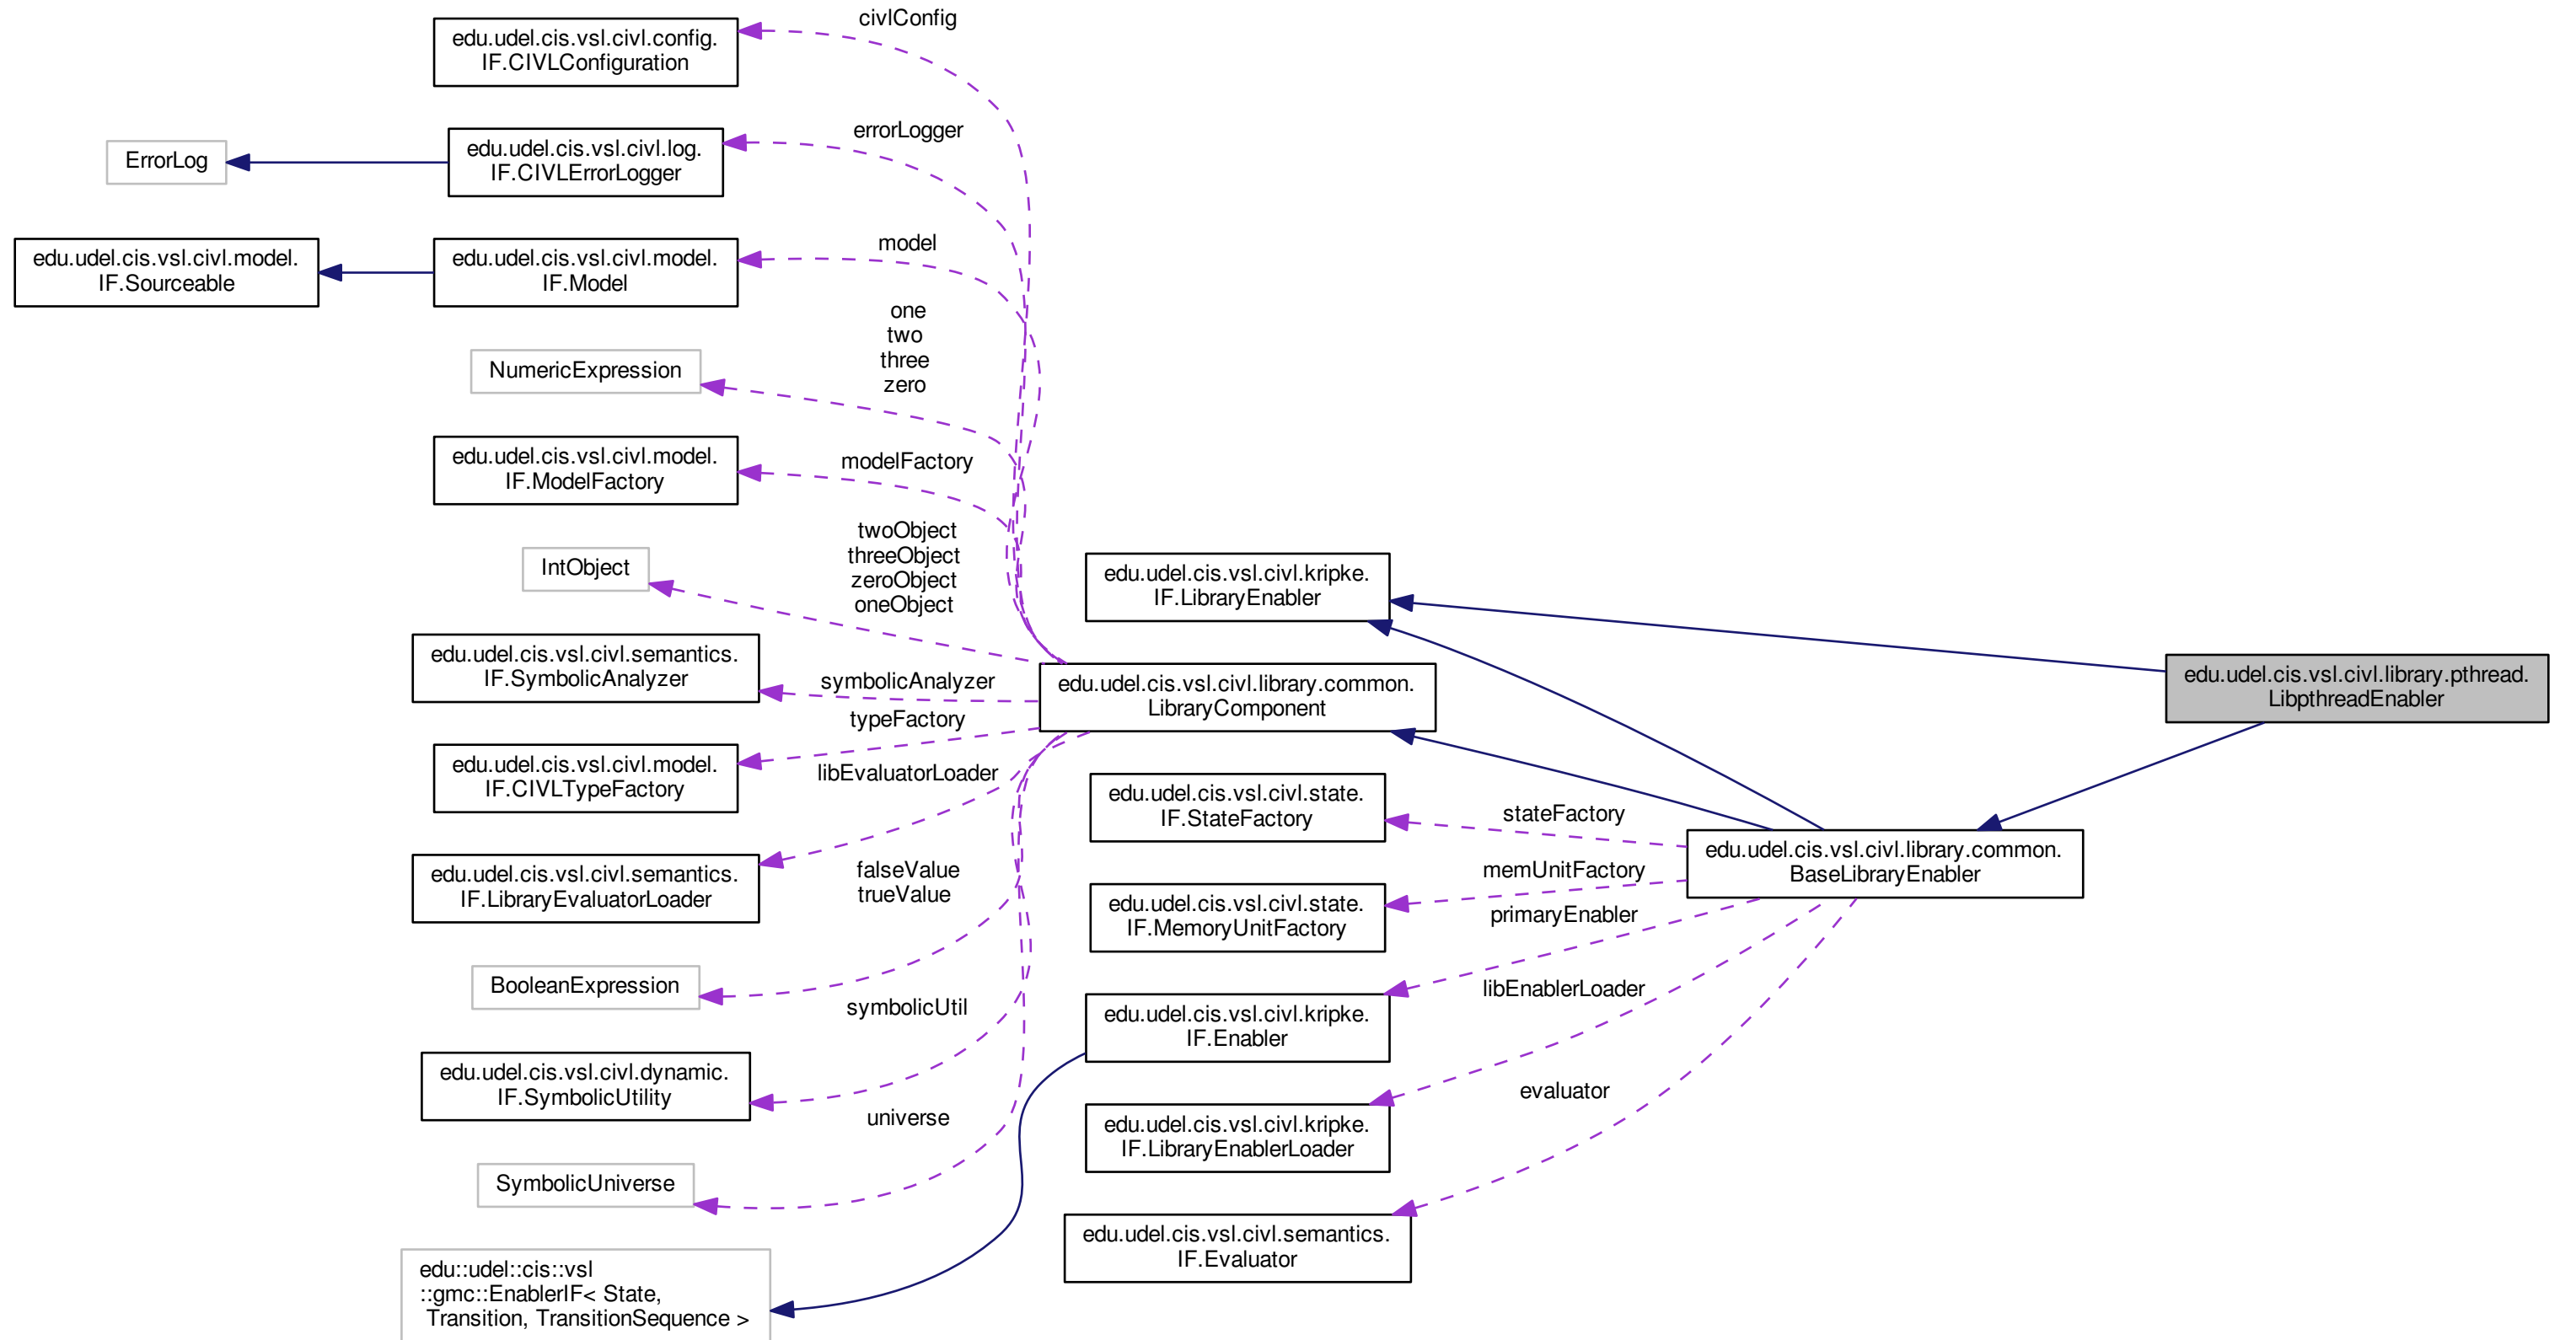 civlConfig
edu.udel.cis.vsl.civl.config.
IF.CIVLConfiguration
errorLogger
ErrorLog
edu.udel.cis.vsl.civl.log.
IF.CIVLErrorLogger
model
edu.udel.cis.vsl.civl.model.
IF.Sourceable
edu.udel.cis.vsl.civl.model.
IF.Model
one
two
three
zero
NumericExpression
modelFactory
edu.udel.cis.vsl.civl.model.
IF.ModelFactory
twoObject
threeObject
zeroObject
oneObject
IntObject
edu.udel.cis.vsl.civl.kripke.
IF.LibraryEnabler
edu.udel.cis.vsl.civl.semantics.
IF.SymbolicAnalyzer
symbolicAnalyzer
edu.udel.cis.vsl.civl.library.common.
LibraryComponent
edu.udel.cis.vsl.civl.library.pthread.
LibpthreadEnabler
typeFactory
edu.udel.cis.vsl.civl.model.
IF.CIVLTypeFactory
libEvaluatorLoader
edu.udel.cis.vsl.civl.state.
IF.StateFactory
stateFactory
edu.udel.cis.vsl.civl.library.common.
BaseLibraryEnabler
edu.udel.cis.vsl.civl.semantics.
IF.LibraryEvaluatorLoader
falseValue
trueValue
edu.udel.cis.vsl.civl.state.
IF.MemoryUnitFactory
memUnitFactory
primaryEnabler
BooleanExpression
symbolicUtil
edu.udel.cis.vsl.civl.kripke.
IF.Enabler
libEnablerLoader
edu.udel.cis.vsl.civl.dynamic.
IF.SymbolicUtility
universe
edu.udel.cis.vsl.civl.kripke.
IF.LibraryEnablerLoader
evaluator
SymbolicUniverse
edu.udel.cis.vsl.civl.semantics.
IF.Evaluator
edu::udel::cis::vsl
::gmc::EnablerIF< State,
Transition, TransitionSequence >